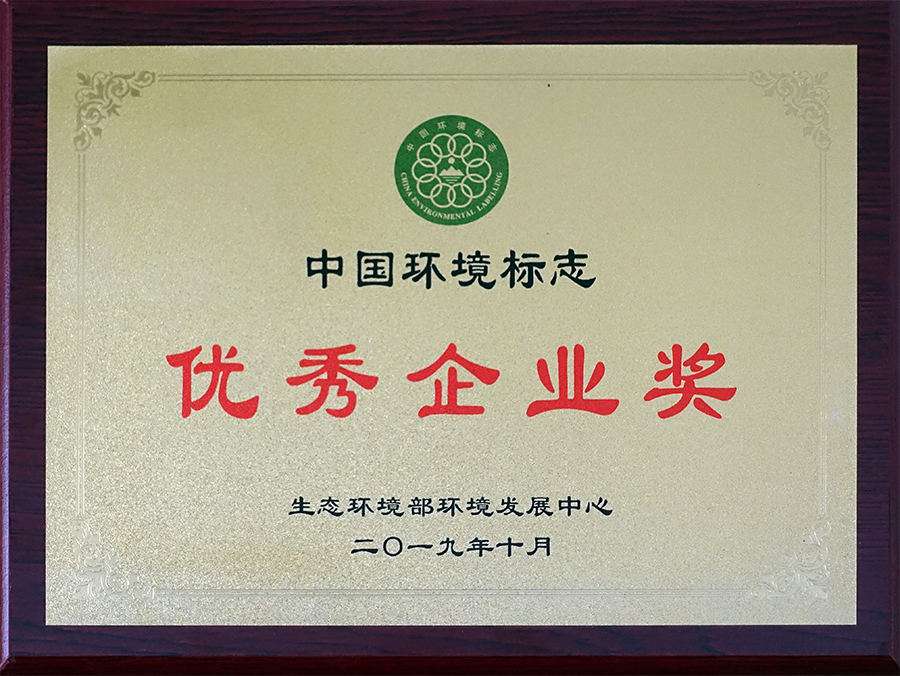 中国环境标志
CHINA ENVIRONMENTAL LABELLING
中国环境标志
优秀企业奖
生态环境部环境发展中心
二〇一九年十月